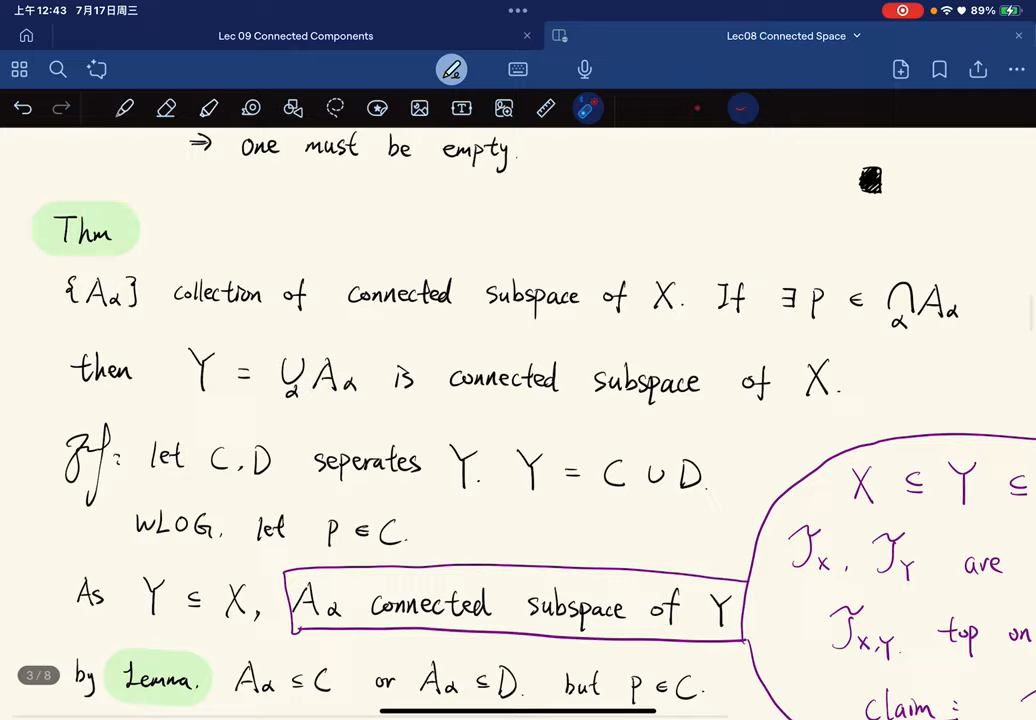 上午12:43 7月17日周三
89%
Lec 09 Connected Components
Lec08 Connected Space
⇒ One must be empty.
Thm
{Aα} collection of connected subspace of X. If ∃ p ∈ ⋂α Aα
then Y = ⋃α Aα is connected subspace of X.
pf: let C, D seperates Y. Y = C ∪ D.
WLOG, let p ∈ C.
As Y ⊆ X, Aα connected subspace of Y
by Lemma, Aα ⊆ C or Aα ⊆ D. but p ∈ C.
X ⊆ Y ⊆
𝒯X, 𝒯Y are
𝒯X,Y top on
claim :
3 / 8